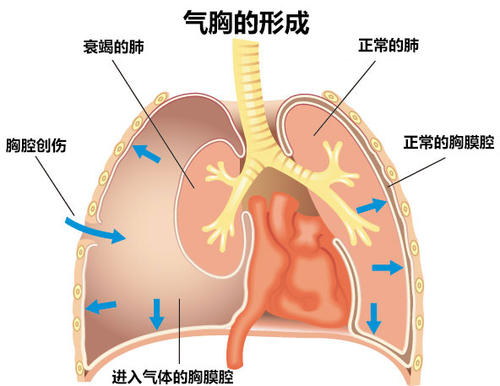 气胸的形成
衰竭的肺
正常的肺
胸腔创伤
正常的胸膜腔
进入气体的胸膜腔